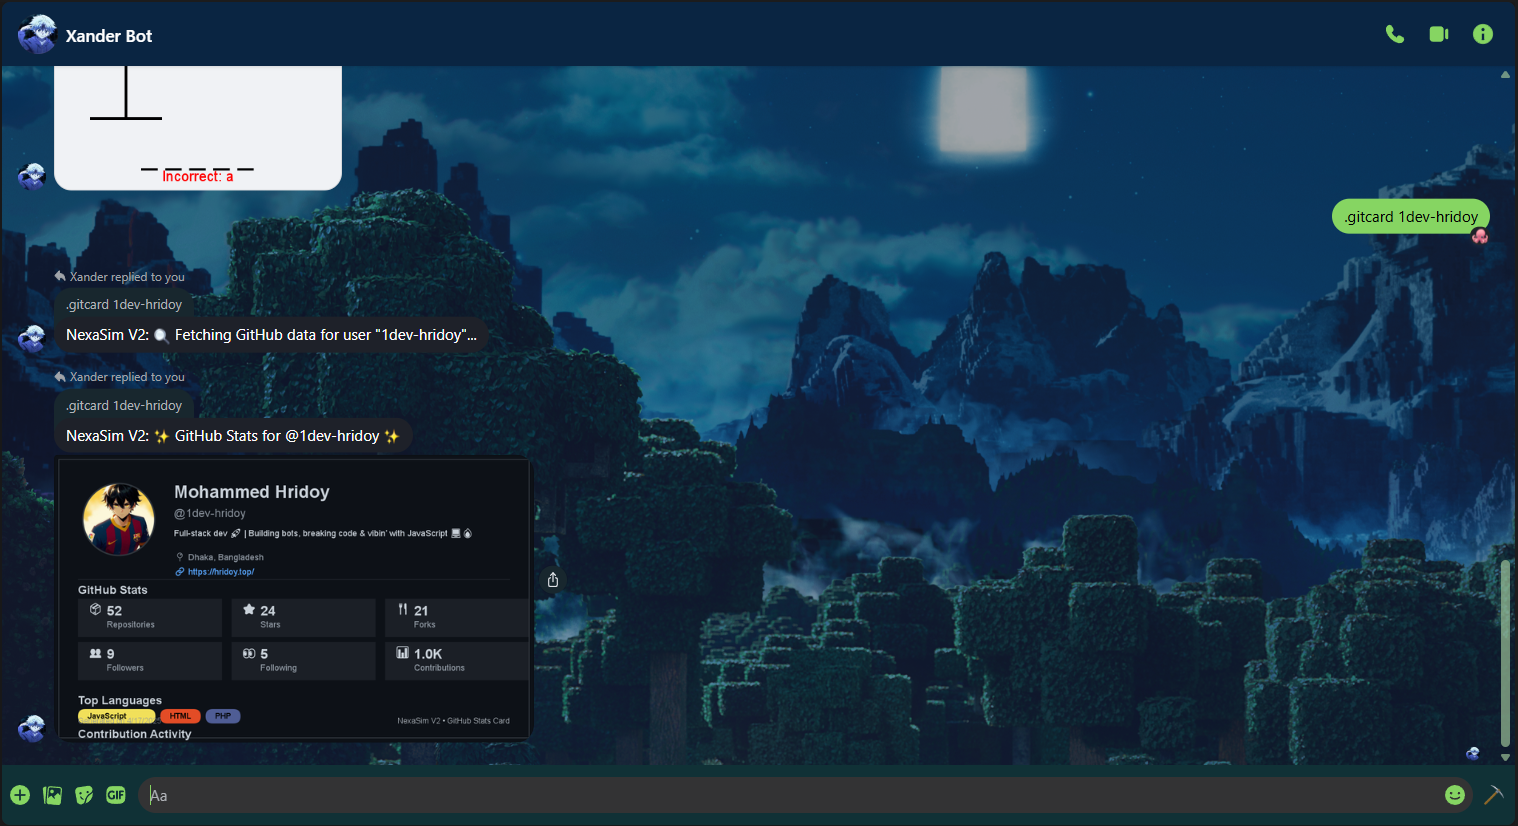 Xander Bot
Incorrect: a
.gitcard 1dev-hridoy
Xander replied to you
.gitcard 1dev-hridoy
NexaSim V2: 🔍 Fetching GitHub data for user "1dev-hridoy"...
Xander replied to you
.gitcard 1dev-hridoy
NexaSim V2: ✨ GitHub Stats for @1dev-hridoy ✨
Mohammed Hridoy
@1dev-hridoy
Full-stack dev 🚀 | Building bots, breaking code & vibin' with JavaScript 💻🔥
Dhaka, Bangladesh
https://hridoy.top/
GitHub Stats
52
Repositories
24
Stars
21
Forks
9
Followers
5
Following
1.0K
Contributions
Top Languages
JavaScript HTML PHP
NexaSim V2 • GitHub Stats Card
Contribution Activity
GIF
Aa